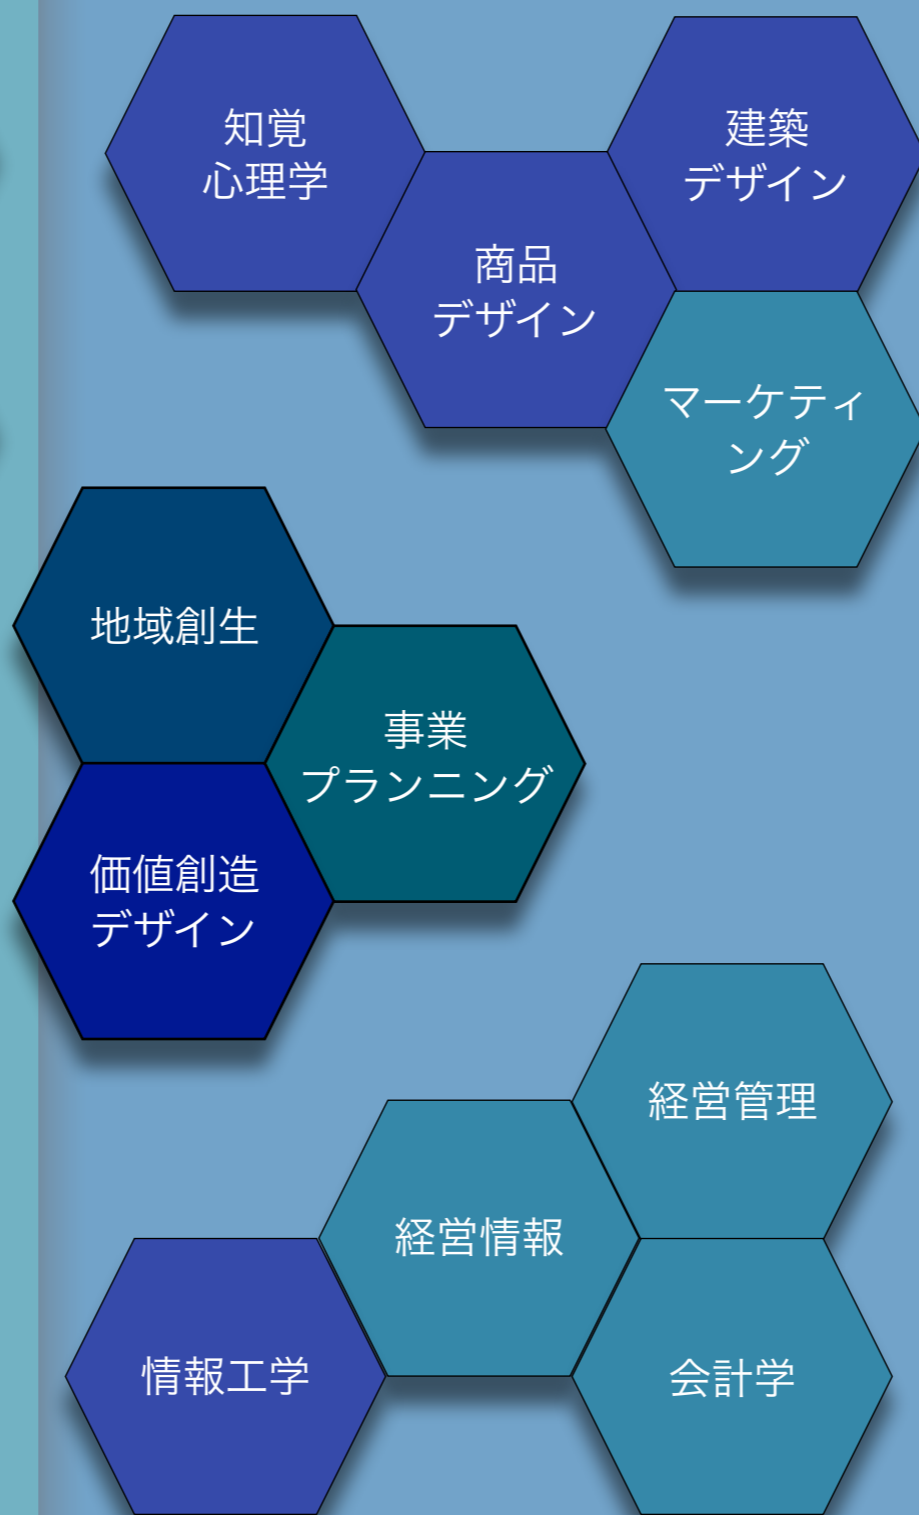 知覚
心理学
建築
デザイン
商品
デザイン
マーケティ
ング
地域創生
事業
プランニング
価値創造
デザイン
経営管理
経営情報
情報工学
会計学